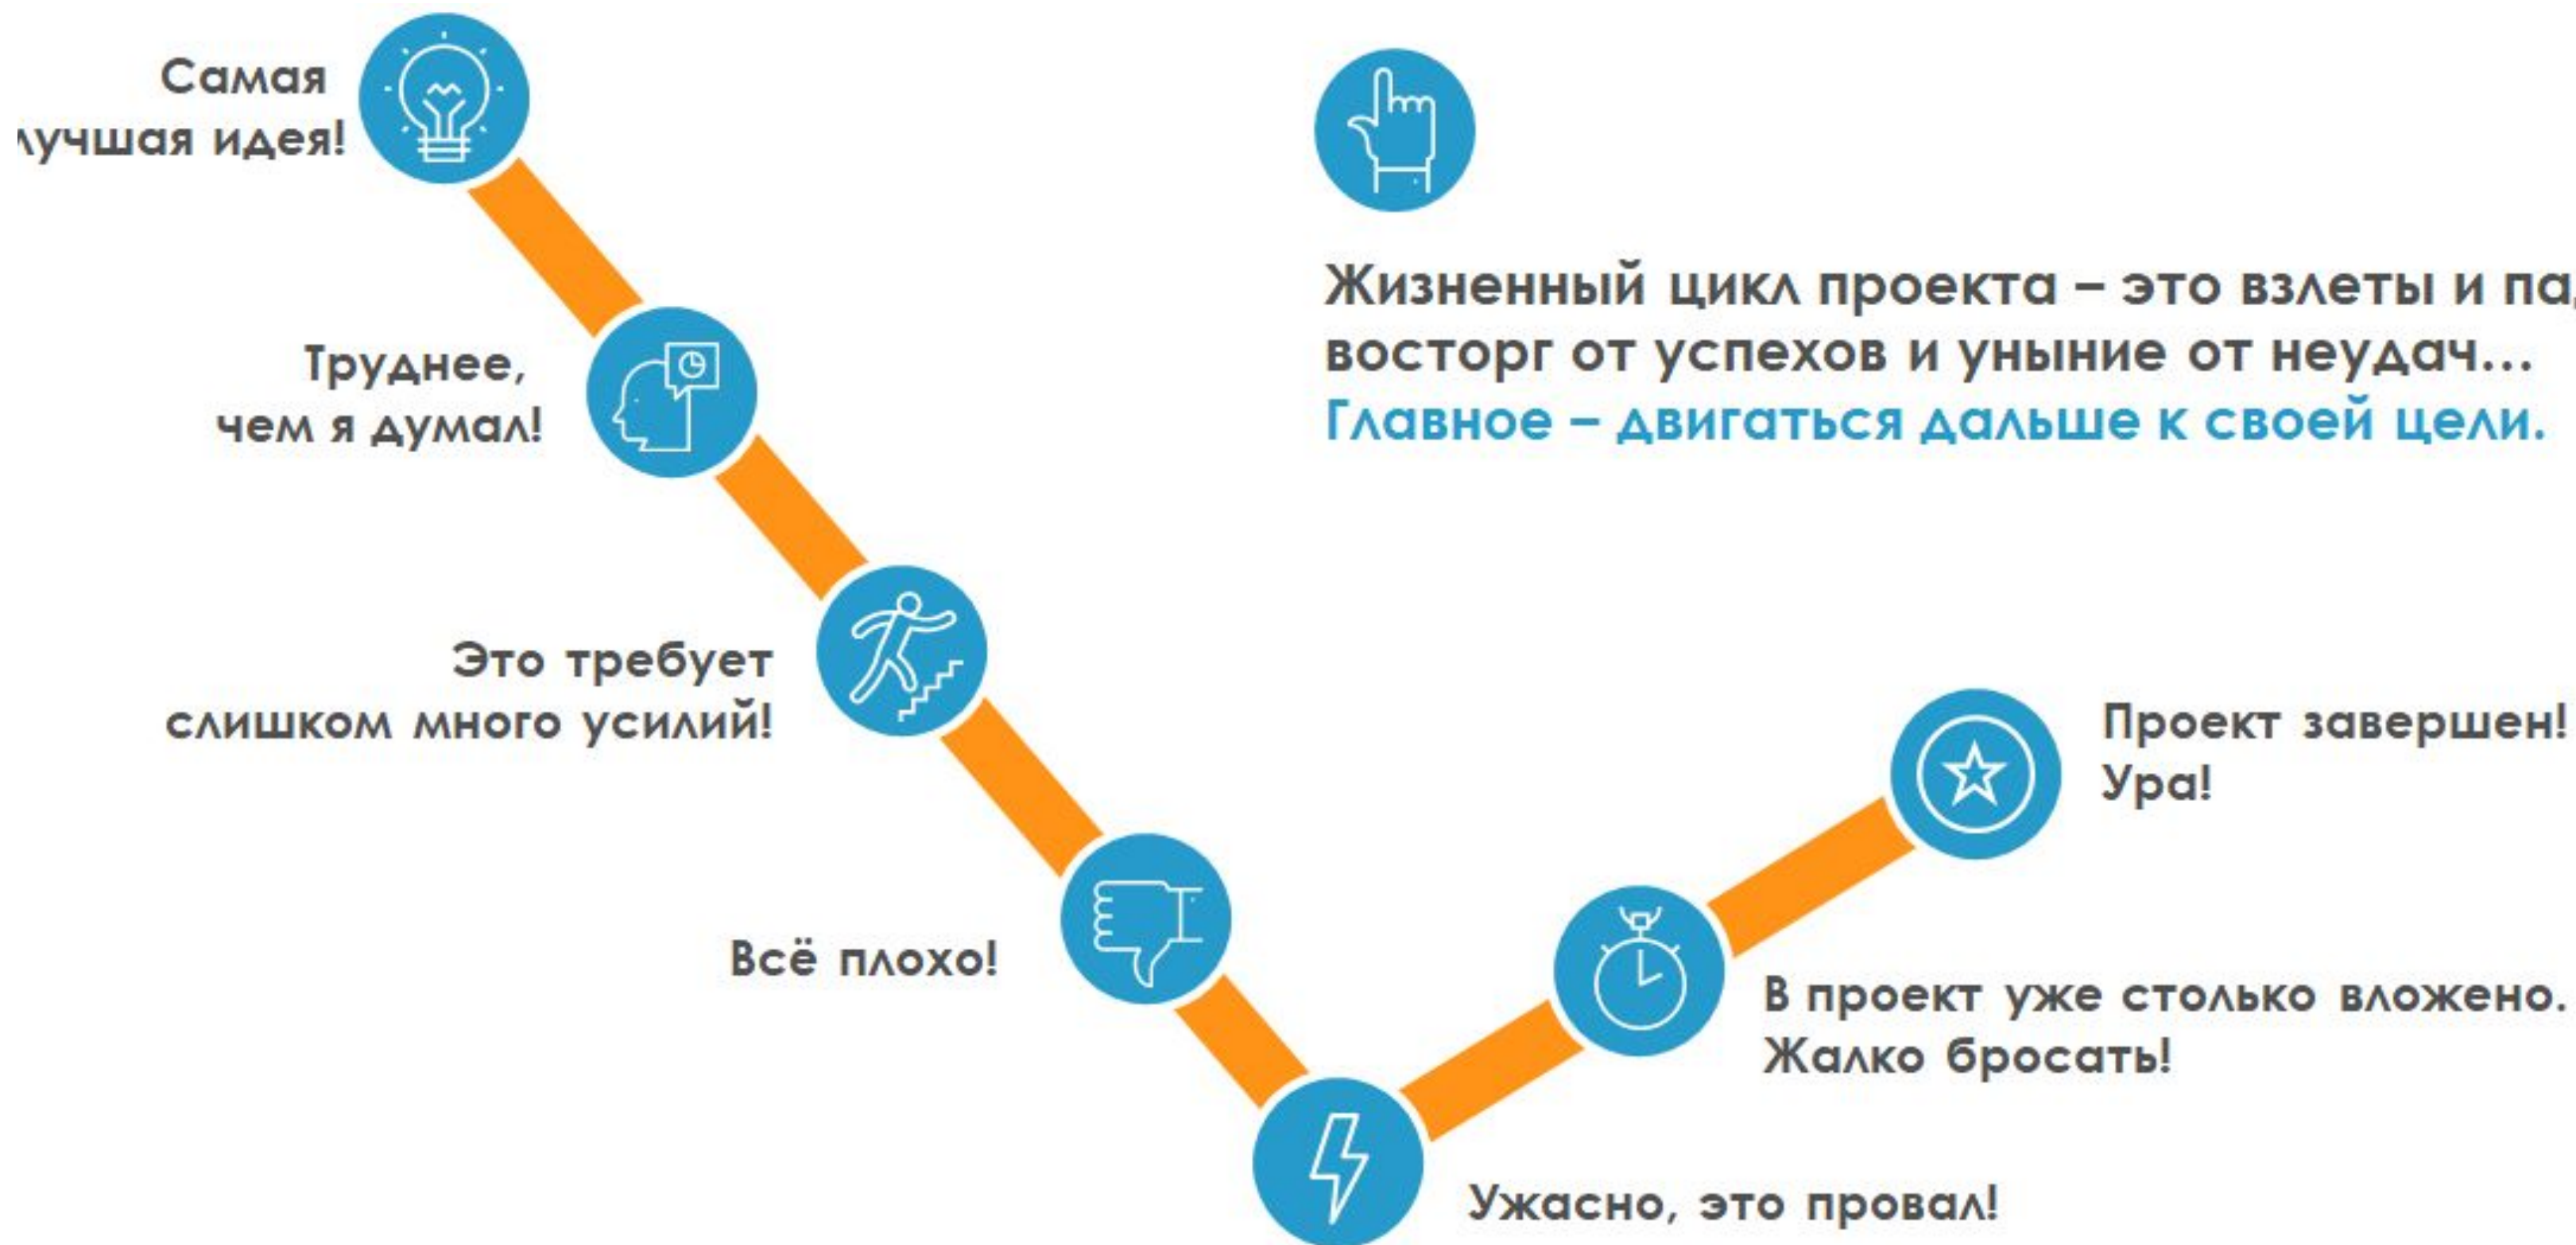 Самая
лучшая идея!
Жизненный цикл проекта – это взлеты и
восторг от успехов и уныние от неудач...
Главное – двигаться дальше к своей цели.
Труднее,
чем я думал!
Это требует
слишком много усилий!
Проект завершен!
Ура!
Всё плохо!
В проект уже столько вложено.
Жалко бросать!
Ужасно, это провал!